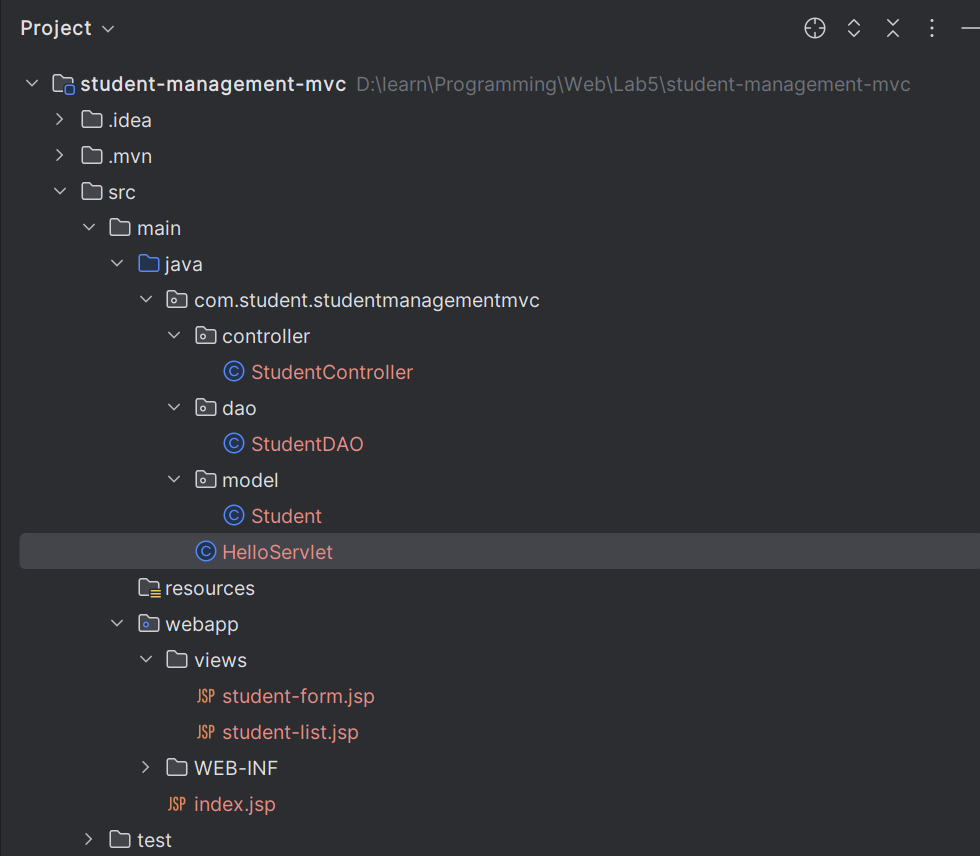 Project
student-management-mvc D:\learn\Programming\Web\Lab5\student-management-mvc
.idea
.mvn
src
main
java
com.student.studentmanagementmvc
controller
StudentController
dao
StudentDAO
model
Student
HelloServlet
resources
webapp
views
JSP student-form.jsp
JSP student-list.jsp
WEB-INF
JSP index.jsp
test